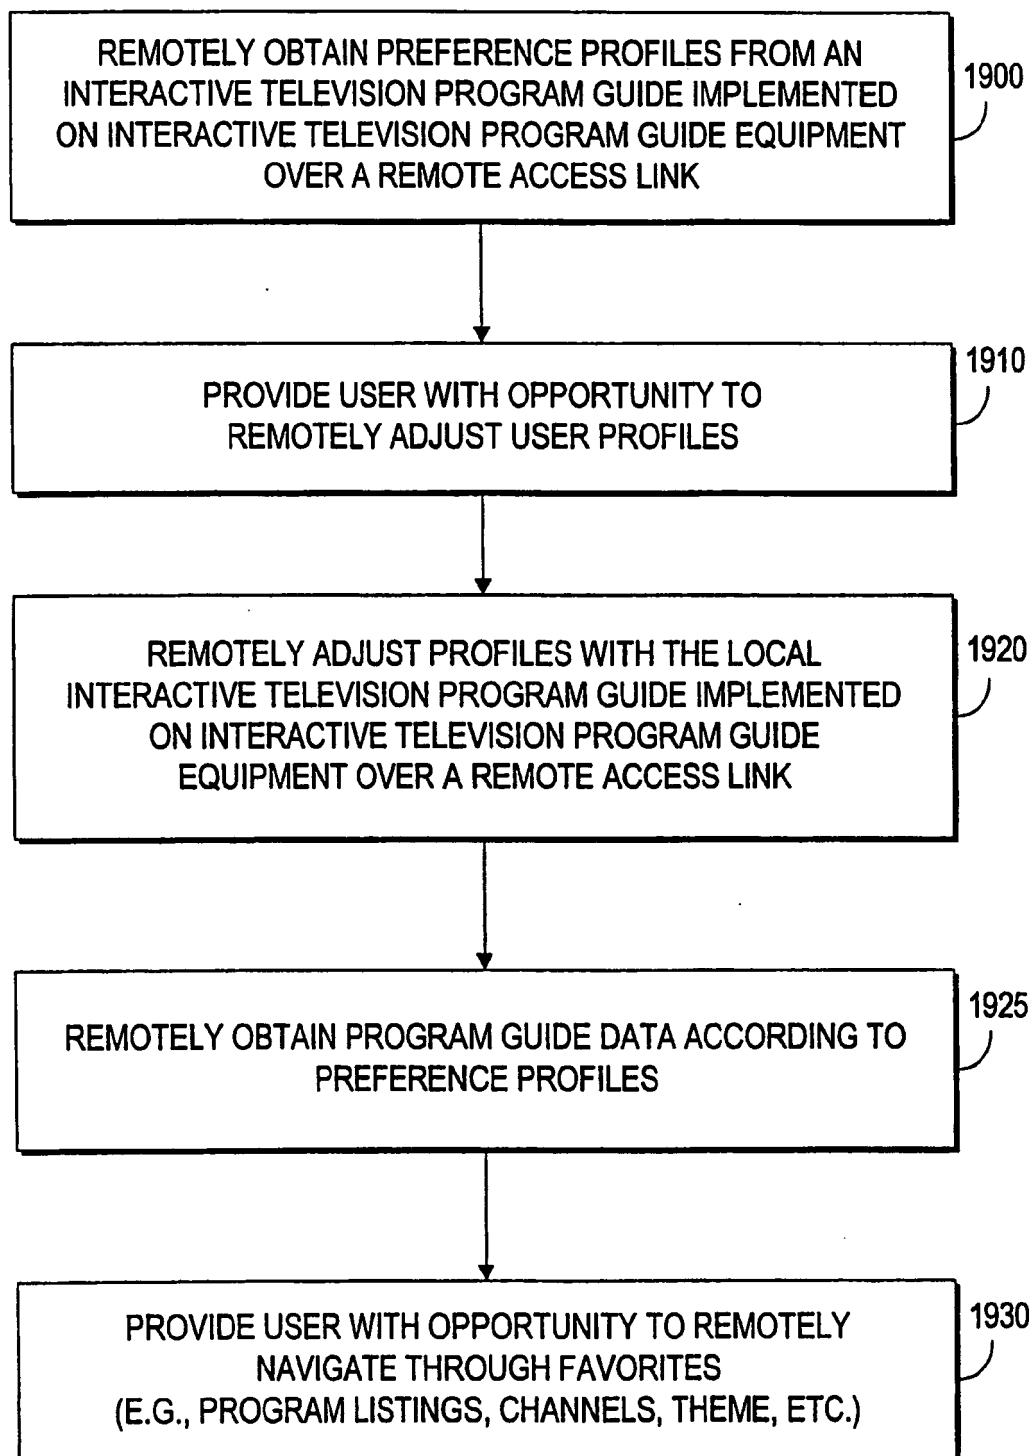 REMOTELY OBTAIN PREFERENCE PROFILES FROM AN
INTERACTIVE TELEVISION PROGRAM GUIDE IMPLEMENTED
ON INTERACTIVE TELEVISION PROGRAM GUIDE EQUIPMENT
OVER A REMOTE ACCESS LINK
1900
PROVIDE USER WITH OPPORTUNITY TO
REMOTELY ADJUST USER PROFILES
1910
REMOTELY ADJUST PROFILES WITH THE LOCAL
INTERACTIVE TELEVISION PROGRAM GUIDE IMPLEMENTED
ON INTERACTIVE TELEVISION PROGRAM GUIDE
EQUIPMENT OVER A REMOTE ACCESS LINK
1920
REMOTELY OBTAIN PROGRAM GUIDE DATA ACCORDING TO
PREFERENCE PROFILES
1925
PROVIDE USER WITH OPPORTUNITY TO REMOTELY
NAVIGATE THROUGH FAVORITES
(E.G., PROGRAM LISTINGS, CHANNELS, THEME, ETC.)
1930